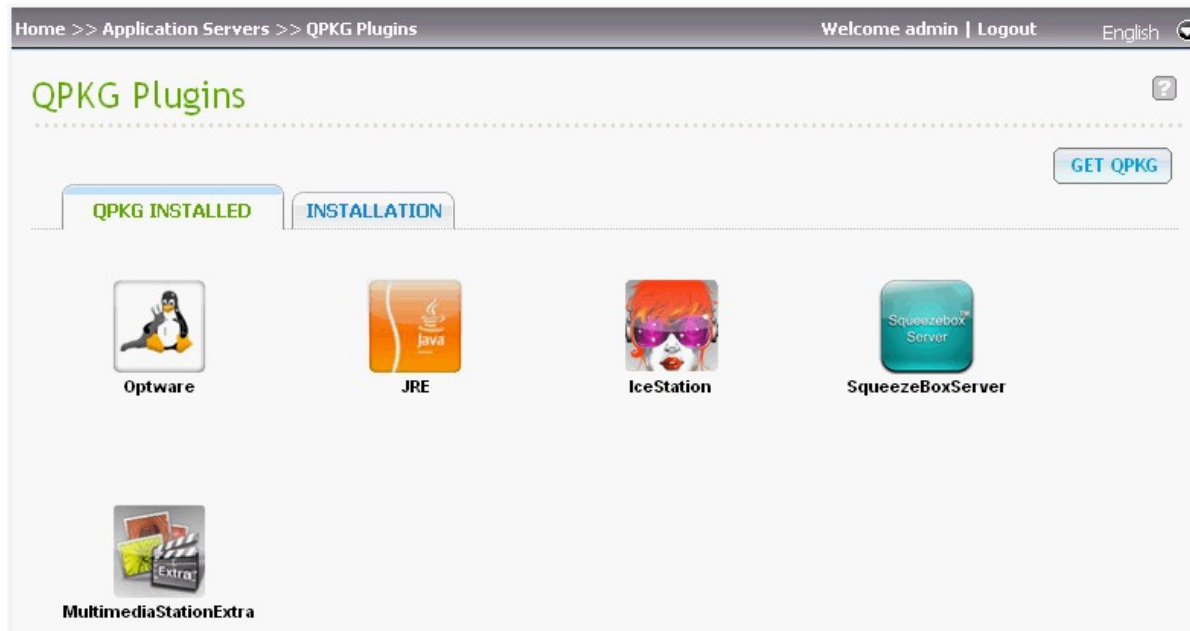 Home >> Application Servers >> QPKG Plugins Welcome admin | Logout English
QPKG Plugins
?
GET QPKG
QPKG INSTALLED INSTALLATION
Java
Squeezebox™
Server
Optware JRE IceStation SqueezeBoxServer
Extra
MultimediaStationExtra